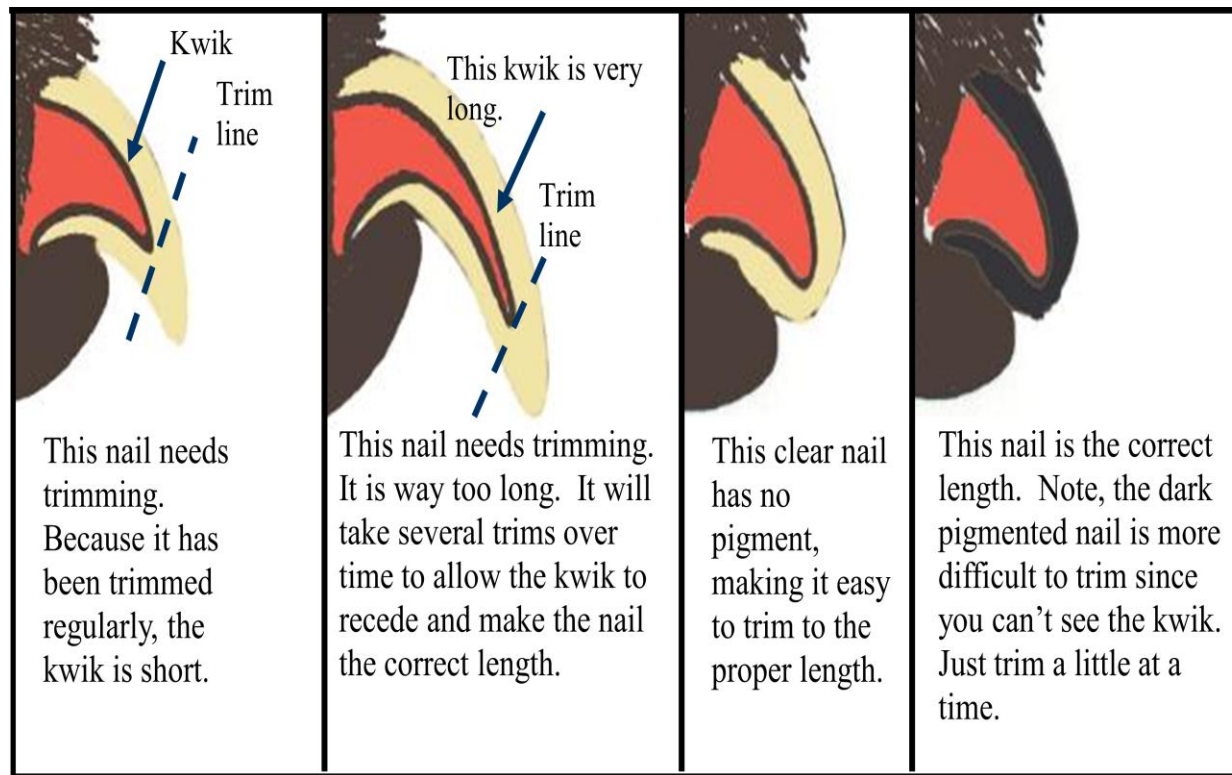 Kwik
Trim
line
This nail needs
trimming.
Because it has
been trimmed
regularly, the
kwik is short.
This kwik is very
long.
Trim
line
This nail needs trimming.
It is way too long.  It will
take several trims over
time to allow the kwik to
recede and make the nail
the correct length.
This clear nail
has no
pigment,
making it easy
to trim to the
proper length.
This nail is the correct
length.  Note, the dark
pigmented nail is more
difficult to trim since
you can’t see the kwik.
Just trim a little at a
time.